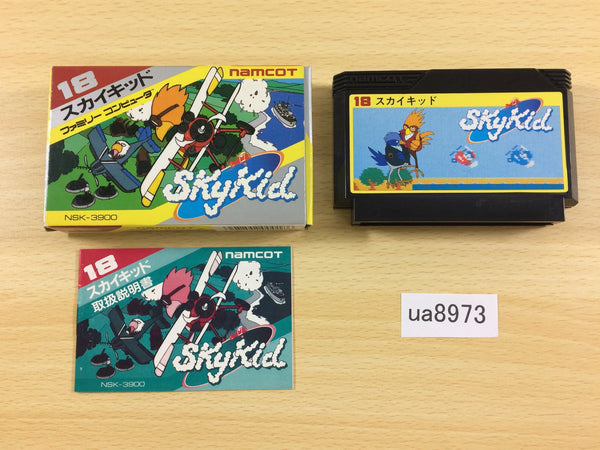 18
スカイキッド
ファミリーコンピュータ
namcoT
SkyKid
NSK-3900
namcoT
18 スカイキッド
SkyKid
18
スカイキッド
取扱説明書
namcoT
SkyKid
NSK-3900
ua8973